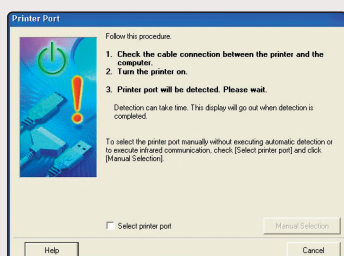 Printer Port
Follow this procedure.
1. Check the cable connection between the printer and the
computer.
2. Turn the printer on.
3. Printer port will be detected. Please wait.
Detection can take time. This display will go out when detection is
completed.
To select the printer port manually without executing automatic detection or
to execute infrared communication, check [Select printer port] and click
[Manual Selection].
Select printer port
Manual Selection
Help
Cancel